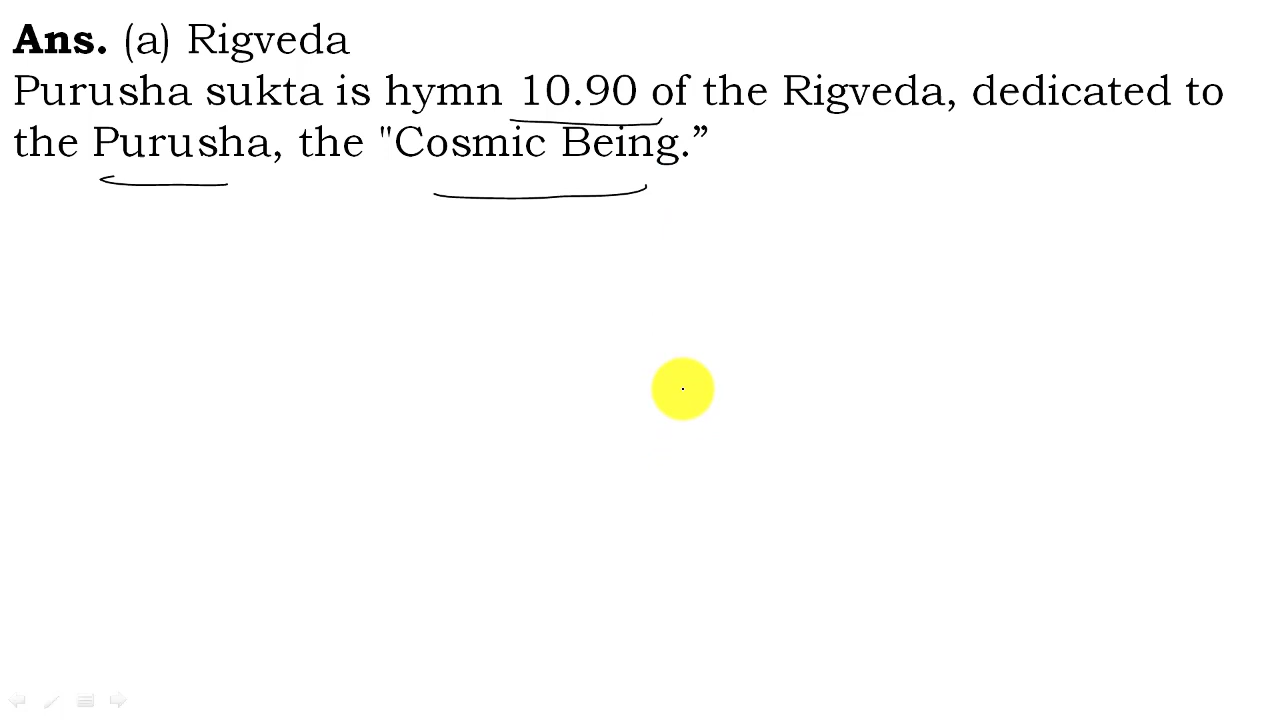 Ans. (a) Rigveda
Purusha sukta is hymn 10.90 of the Rigveda, dedicated to
the Purusha, the "Cosmic Being.”